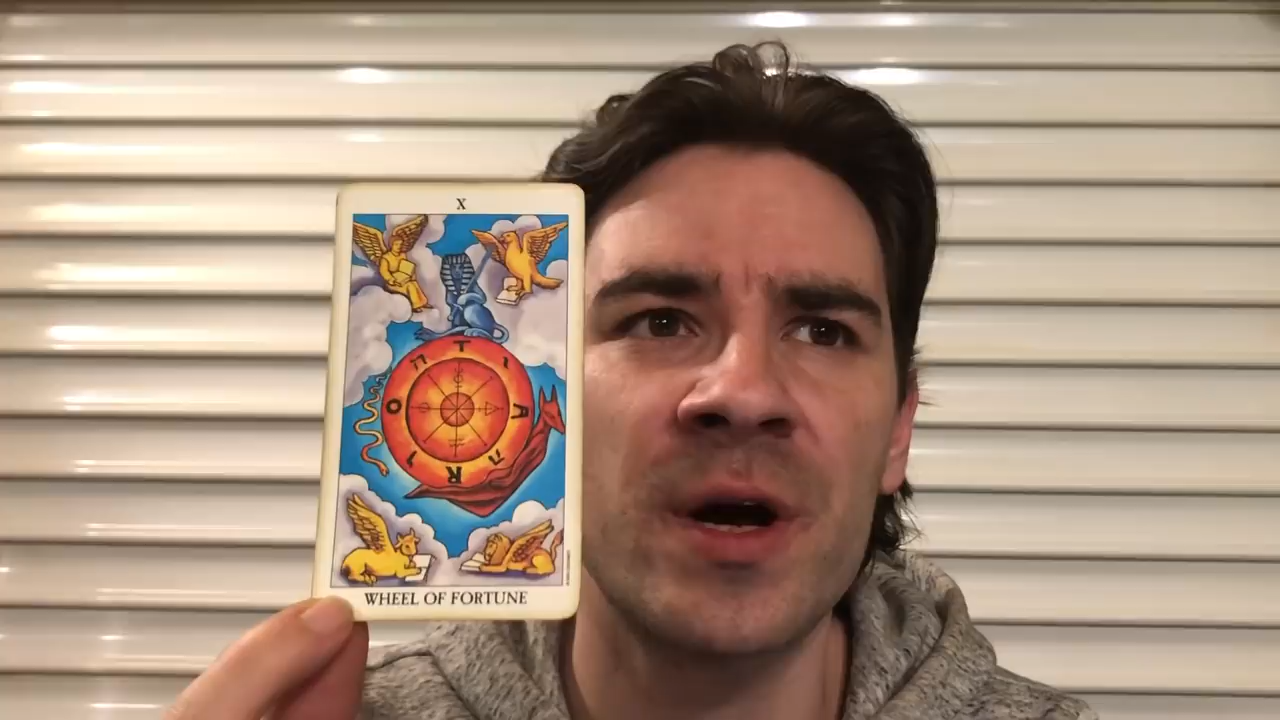 X
ה T י
O A
ו R ה
WHEEL OF FORTUNE